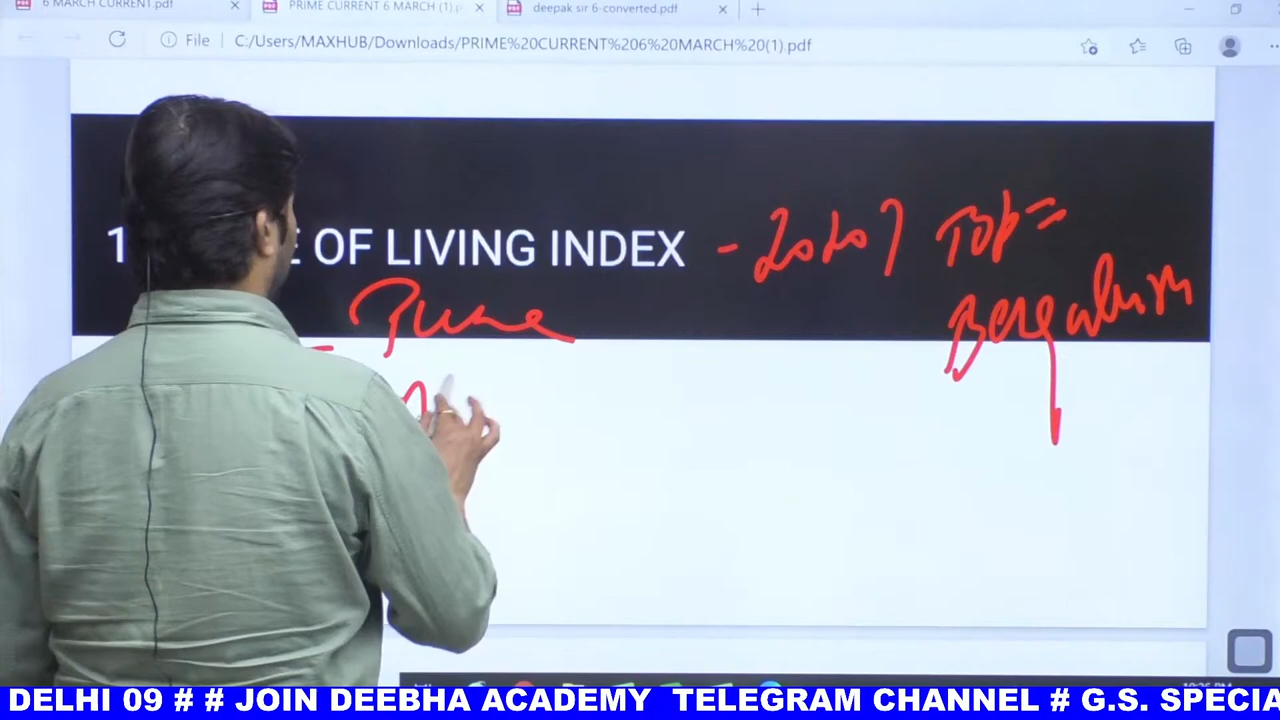 6 MARCH CURRENT.pdf
PRIME CURRENT 6 MARCH (1).p
deepak sir 6-converted.pdf
File
C:/Users/MAXHUB/Downloads/PRIME%20CURRENT%206%20MARCH%20(1).pdf
1 E OF LIVING INDEX - 2020 Top =
Bengaluru
Pune
DELHI 09 # # JOIN DEEBHA ACADEMY TELEGRAM CHANNEL # G.S. SPECIA